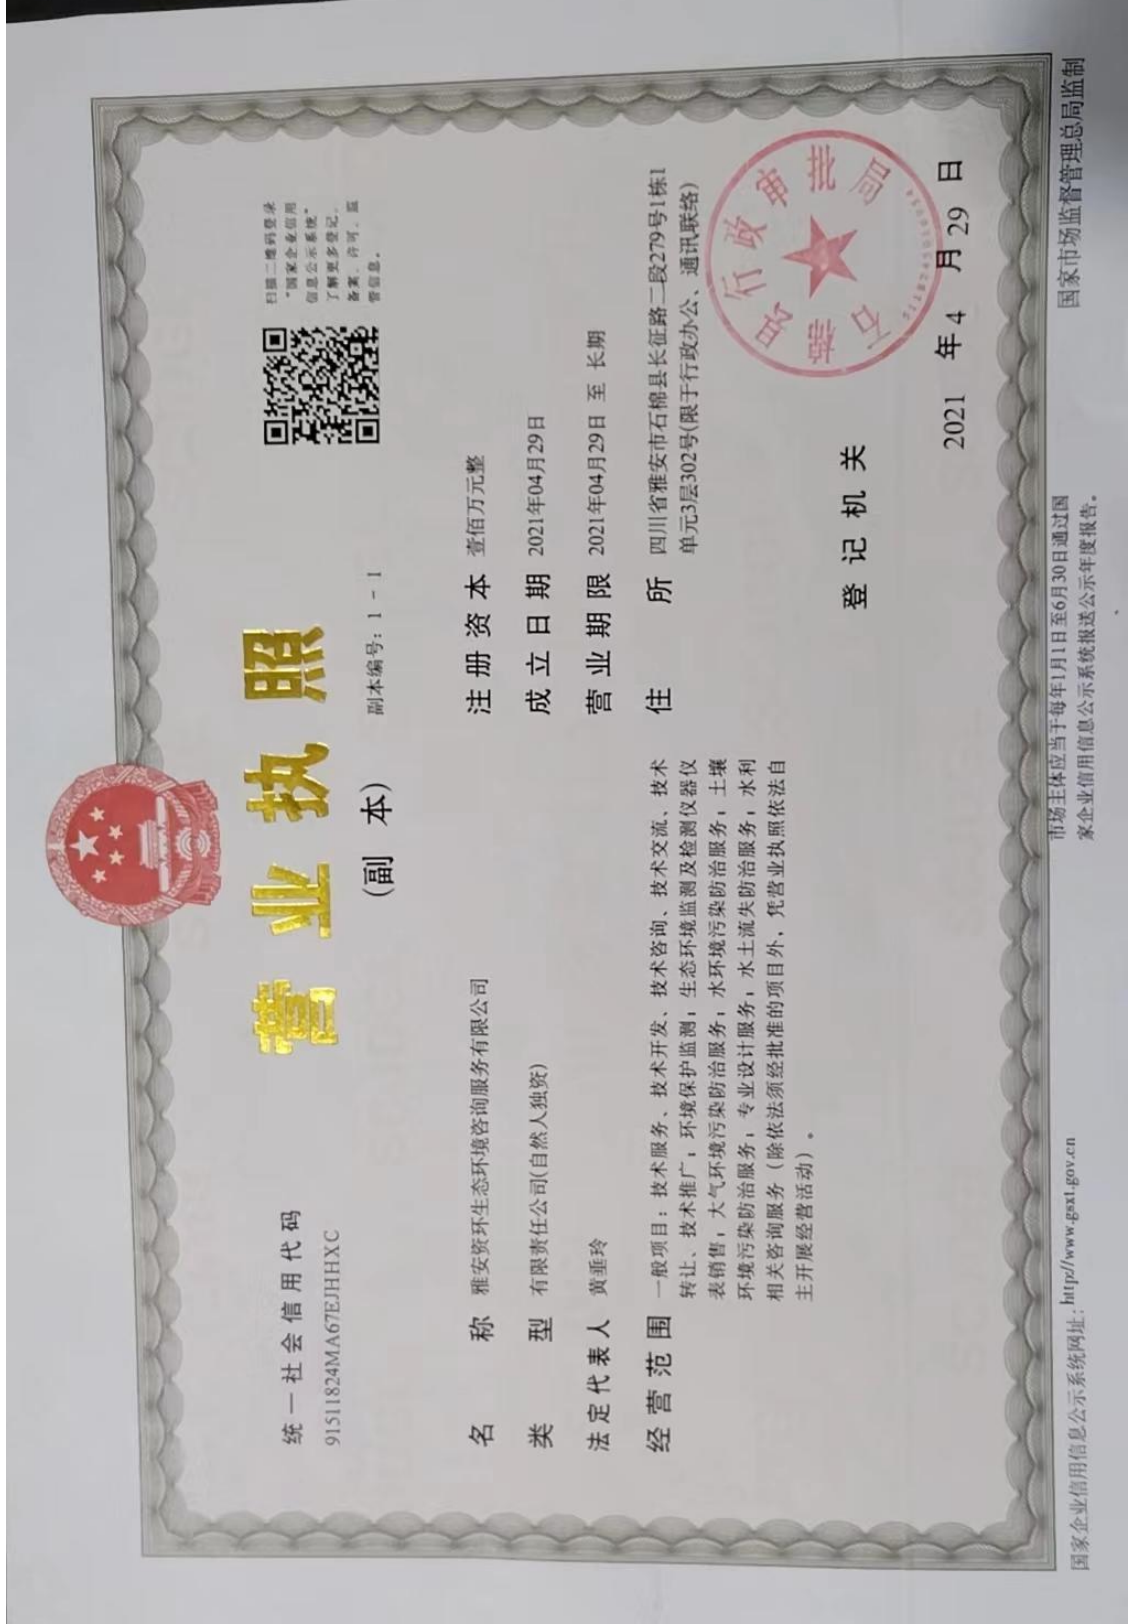 营业执照
(副 本)
副本编号：1－1
统一社会信用代码
91511824MA67EJHHXC
扫描二维码登录
“国家企业信用
信息公示系统”
了解更多登记、
备案、许可、监
管信息。
名称 雅安资环生态环境咨询服务有限公司
类型 有限责任公司(自然人独资)
法定代表人 黄垂玲
经营范围 一般项目：技术服务、技术开发、技术咨询、技术交流、技术
转让、技术推广；环境保护监测；生态环境监测及检测仪器仪
表销售；大气环境污染防治服务；水环境污染防治服务；土壤
环境污染防治服务；专业设计服务；水土流失防治服务；水利
相关咨询服务（除依法须经批准的项目外，凭营业执照依法自
主开展经营活动）。
注册资本 壹佰万元整
成立日期 2021年04月29日
营业期限 2021年04月29日 至 长期
住所 四川省雅安市石棉县长征路二段279号1栋1
单元3层302号(限于行政办公、通讯联络)
登记机关
石棉县行政审批局
2021 年 4 月 29 日
国家企业信用信息公示系统网址：http://www.gsxt.gov.cn
市场主体应当于每年1月1日至6月30日通过国
家企业信用信息公示系统报送公示年度报告。
国家市场监督管理总局监制